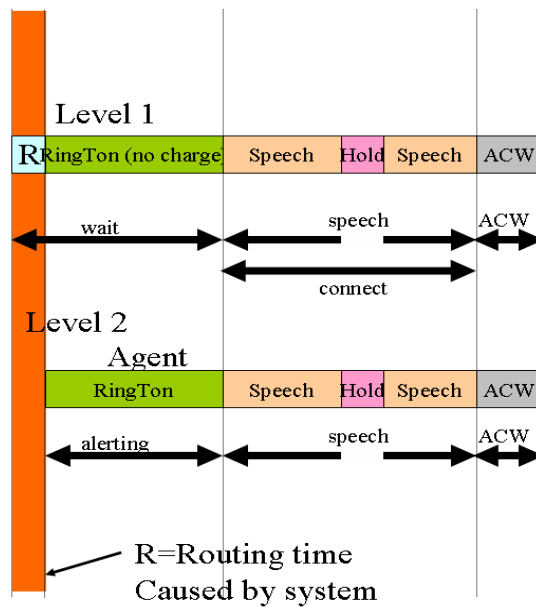 Level 1
R RingTon (no charge) Speech Hold Speech ACW
wait speech ACW
connect
Level 2
Agent
RingTon Speech Hold Speech ACW
alerting speech ACW
R=Routing time
Caused by system